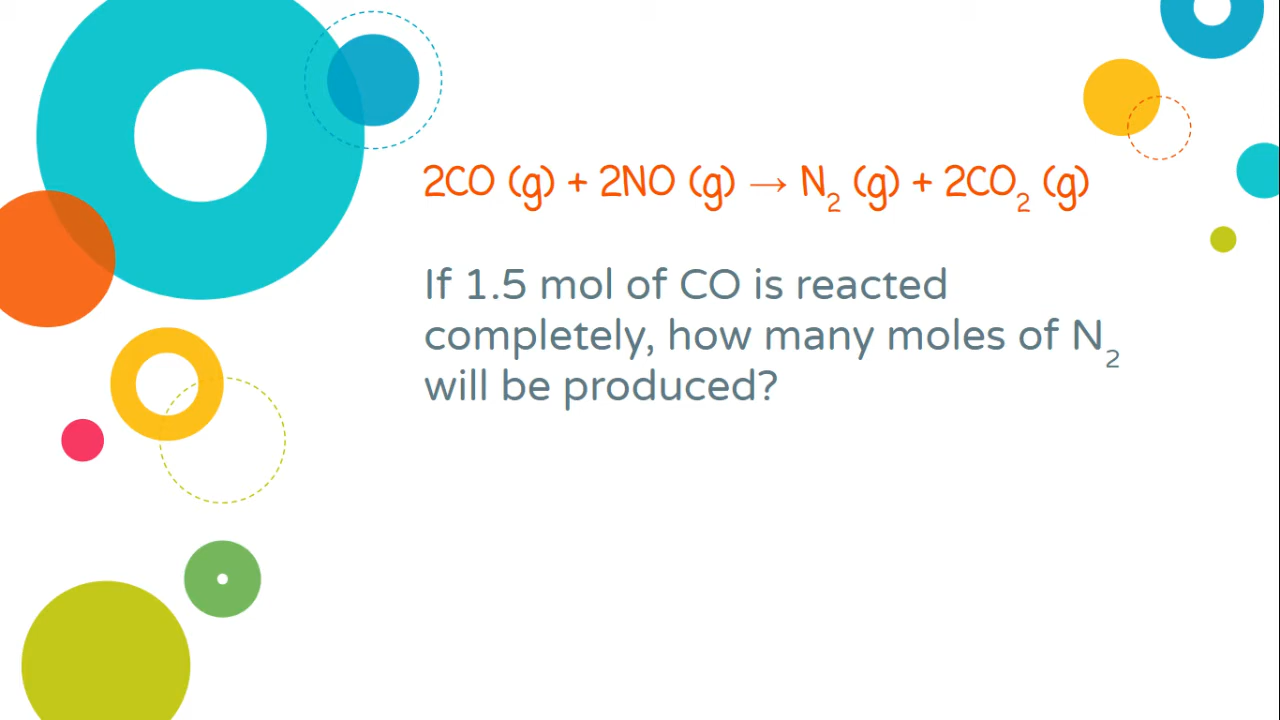 2CO (g) + 2NO (g) → N₂ (g) + 2CO₂ (g)
If 1.5 mol of CO is reacted
completely, how many moles of N₂
will be produced?